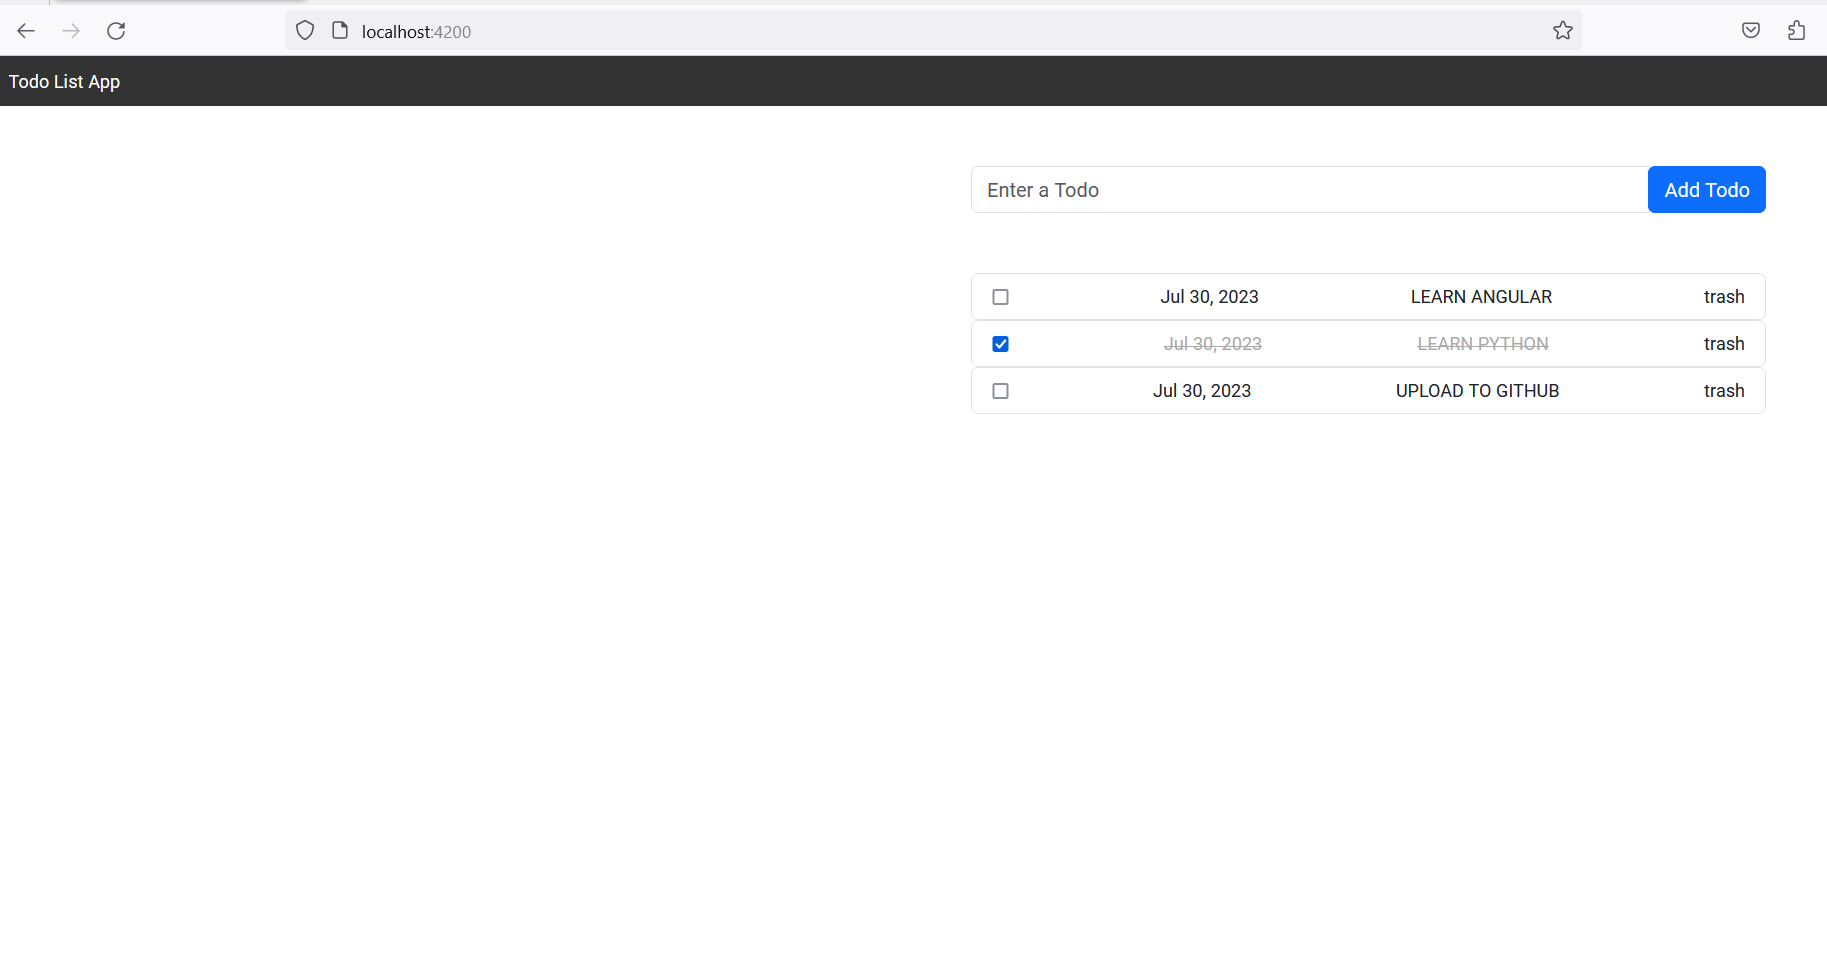 localhost:4200
Todo List App
Enter a Todo Add Todo
Jul 30, 2023 LEARN ANGULAR trash
Jul 30, 2023 LEARN PYTHON trash
Jul 30, 2023 UPLOAD TO GITHUB trash